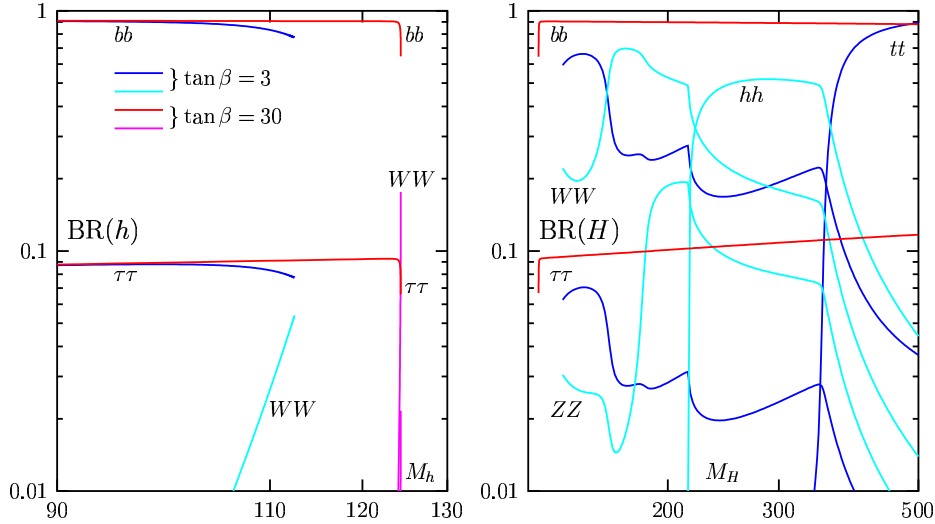 1
bb
bb
} tan β = 3
} tan β = 30
WW
BR(h)
0.1
ττ
ττ
WW
M_h
0.01
90
110
120
130
1
bb
tt
hh
WW
BR(H)
0.1
ττ
ZZ
M_H
0.01
200
300
500